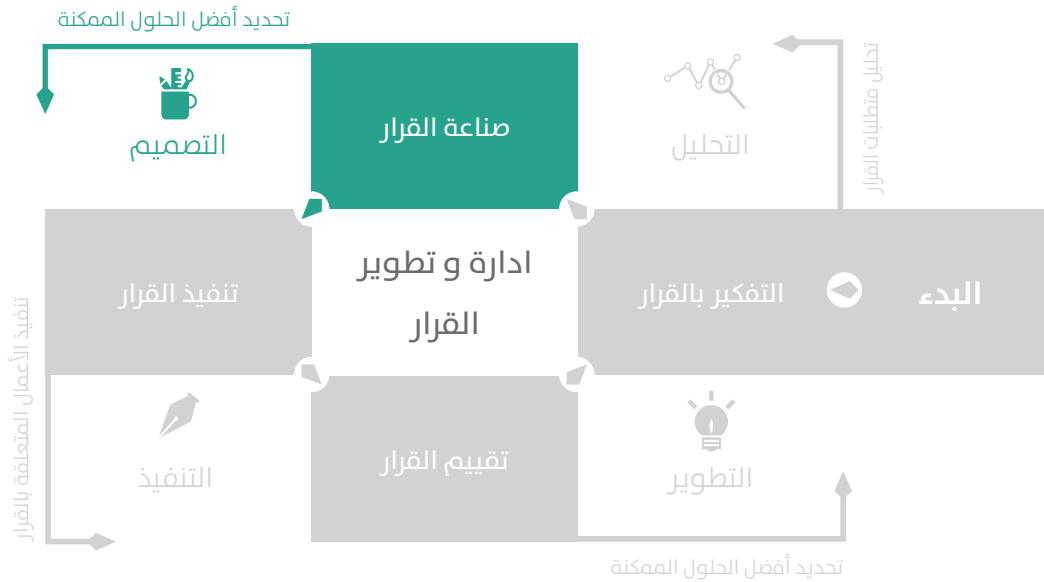 تحديد أفضل الحلول الممكنة
التصميم
صناعة القرار
التحليل
تحليل متطلبات القرار
البدء
التفكير بالقرار
ادارة و تطوير
القرار
تنفيذ القرار
تنفيذ الأعمال المتعلقة بالقرار
التنفيذ
تقييم القرار
التطوير
تحديد أفضل الحلول الممكنة